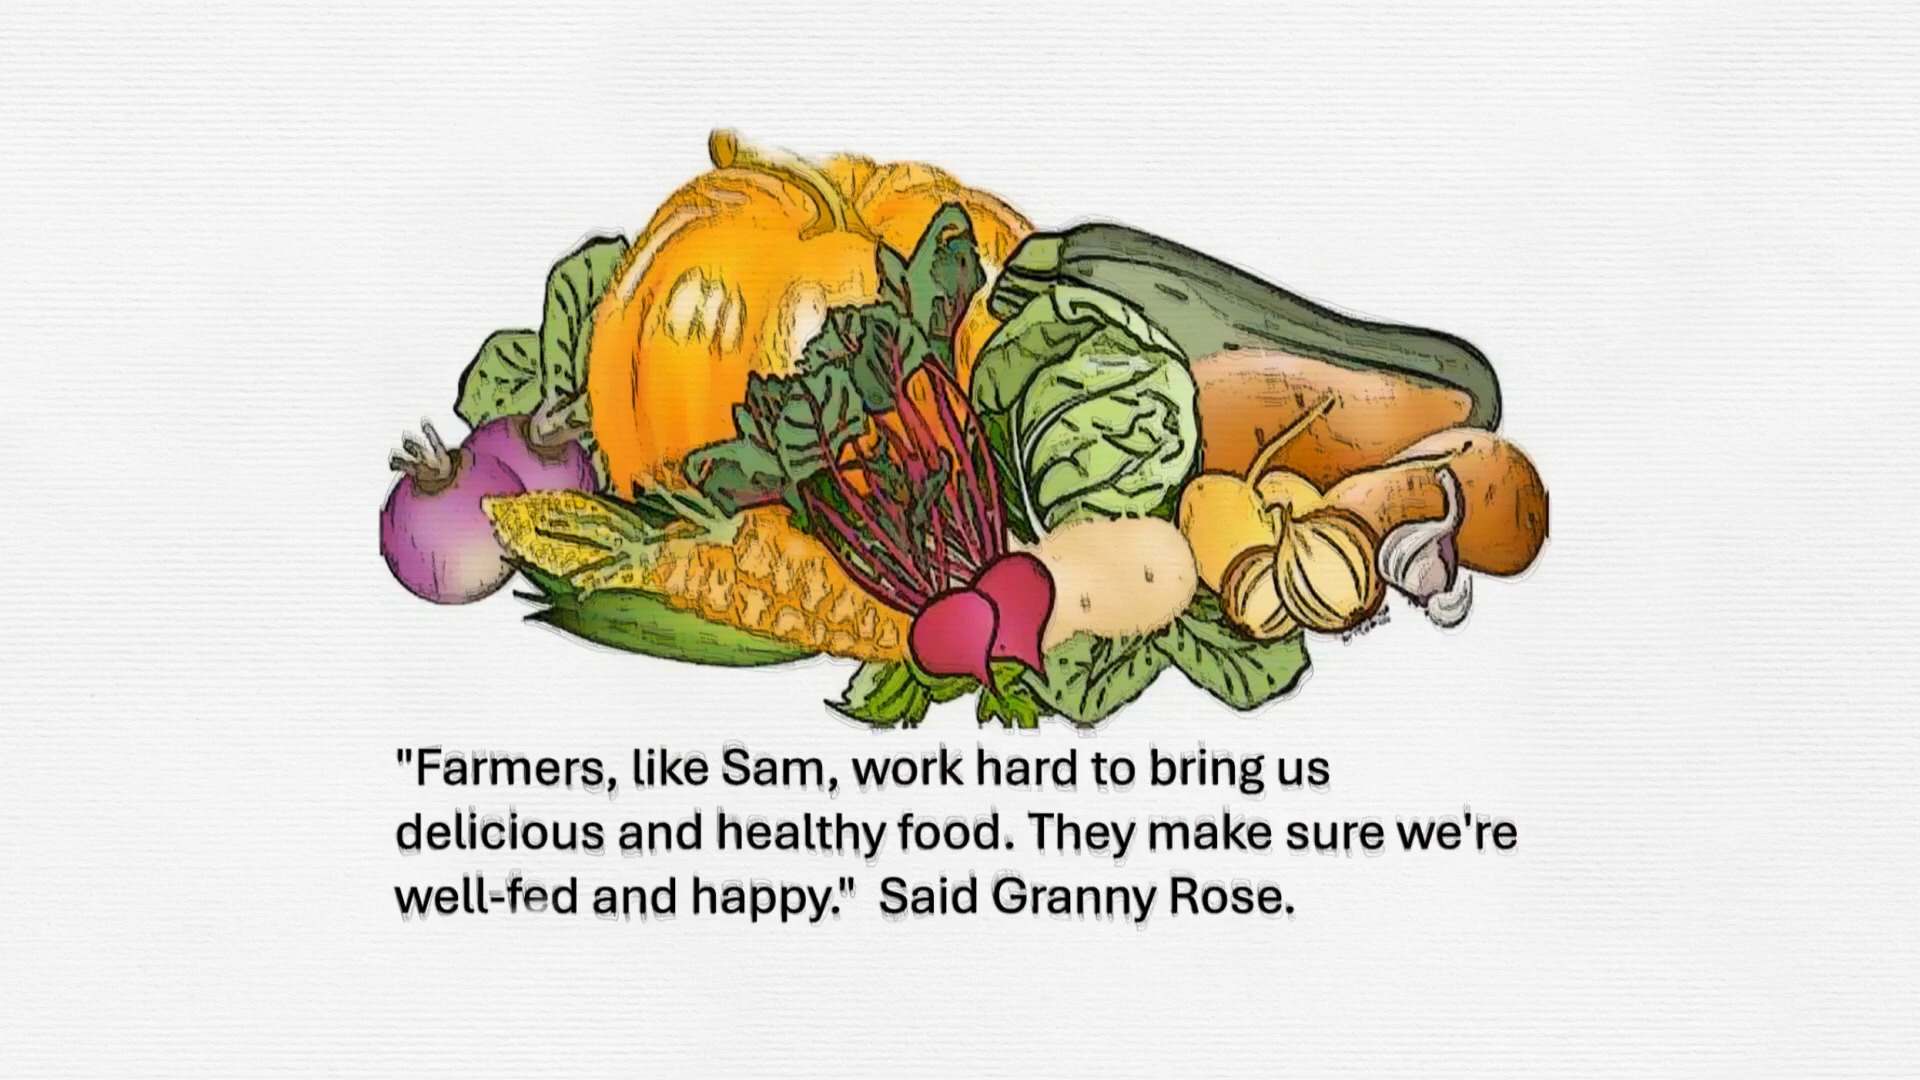 "Farmers, like Sam, work hard to bring us
delicious and healthy food. They make sure we're
well-fed and happy."  Said Granny Rose.